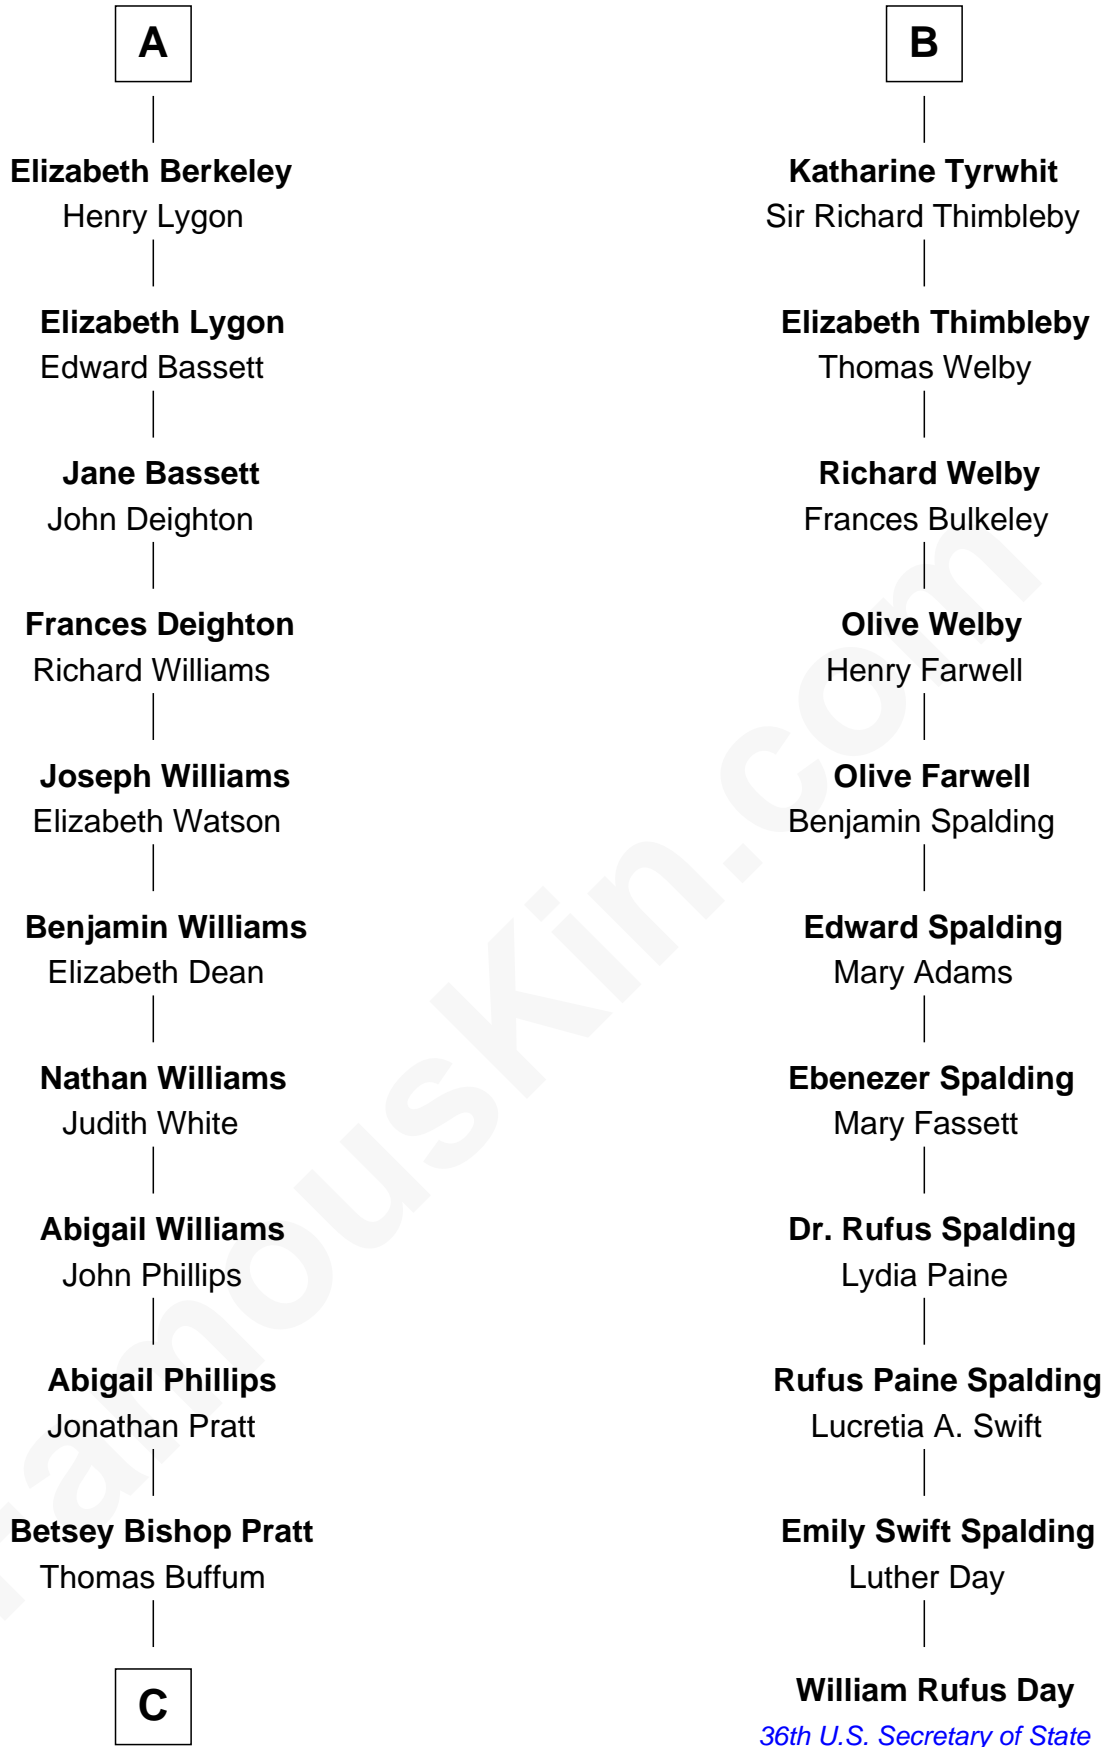 A
Elizabeth Berkeley
Henry Lygon
Elizabeth Lygon
Edward Bassett
Jane Bassett
John Deighton
Frances Deighton
Richard Williams
Joseph Williams
Elizabeth Watson
Benjamin Williams
Elizabeth Dean
Nathan Williams
Judith White
Abigail Williams
John Phillips
Abigail Phillips
Jonathan Pratt
Betsey Bishop Pratt
Thomas Buffum
C
B
Katharine Tyrwhit
Sir Richard Thimbleby
Elizabeth Thimbleby
Thomas Welby
Richard Welby
Frances Bulkeley
Olive Welby
Henry Farwell
Olive Farwell
Benjamin Spalding
Edward Spalding
Mary Adams
Ebenezer Spalding
Mary Fassett
Dr. Rufus Spalding
Lydia Paine
Rufus Paine Spalding
Lucretia A. Swift
Emily Swift Spalding
Luther Day
William Rufus Day
36th U.S. Secretary of State
FamousKin.com